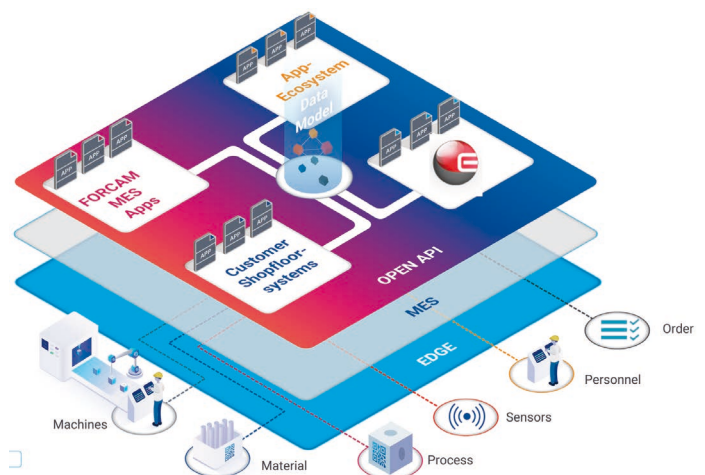 APP APP APP
App-
Ecosystem
Data
Model
APP APP APP
APP APP APP
FORCAM
MES
Apps
APP APP APP
Customer
Shopfloor-
systems
OPEN API
MES
EDGE
Order
Personnel
Sensors
Machines
Process
Material